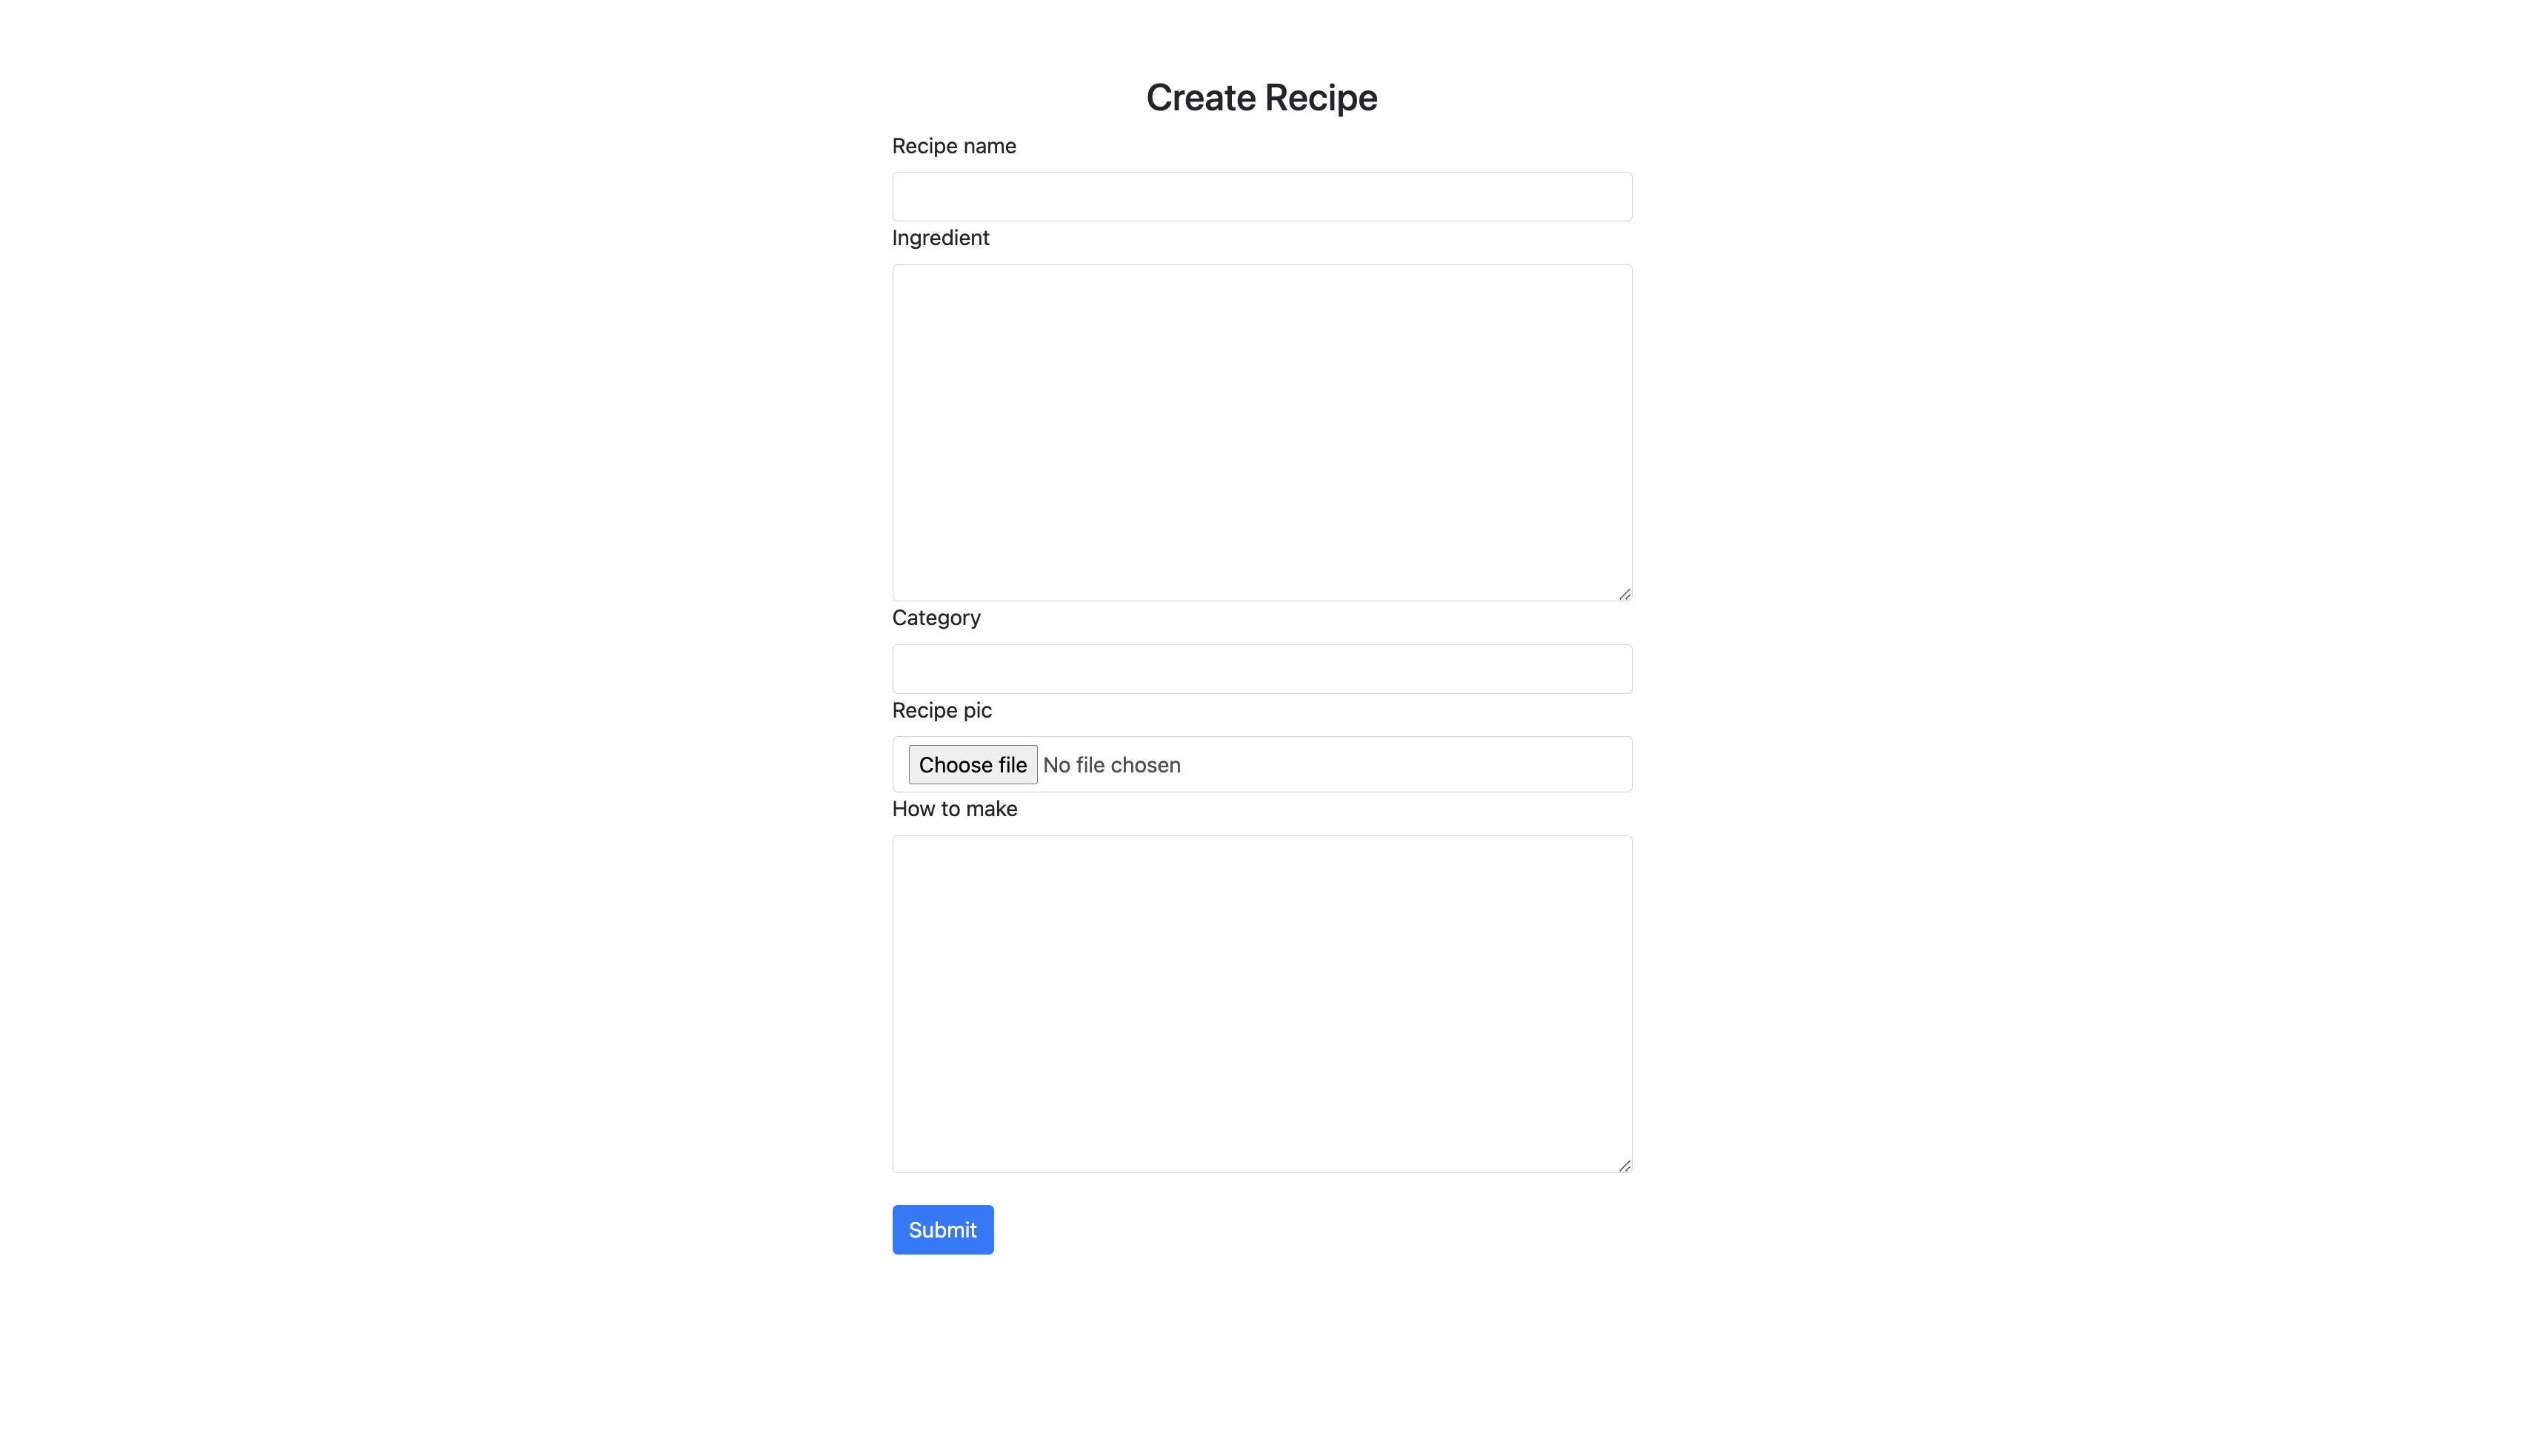 Create Recipe
Recipe name
Ingredient
Category
Recipe pic
Choose file No file chosen
How to make
Submit